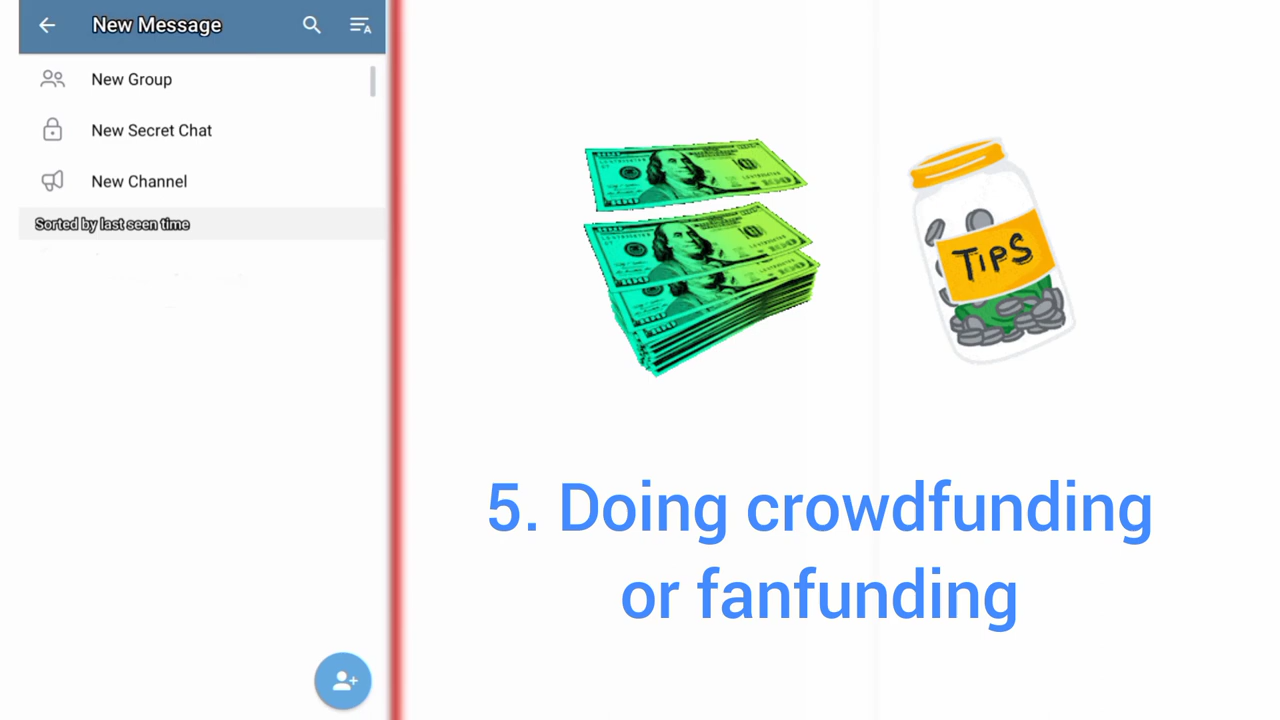 New Message
New Group
New Secret Chat
New Channel
Sorted by last seen time
TIPS
5. Doing crowdfunding
or fanfunding